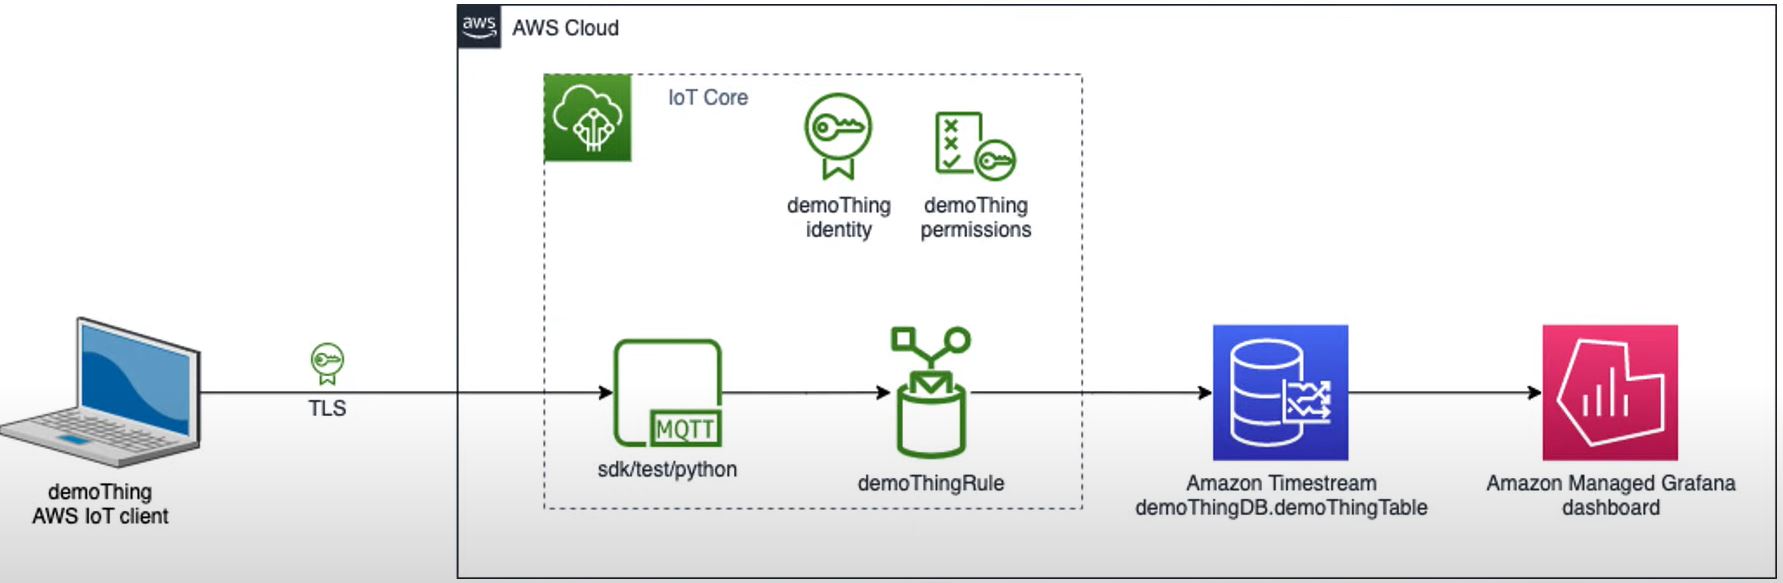 aws
AWS Cloud
IoT Core
demoThing
identity
demoThing
permissions
TLS
MQTT
sdk/test/python
demoThingRule
demoThing
AWS IoT client
Amazon Timestream
demoThingDB.demoThingTable
Amazon Managed Grafana
dashboard